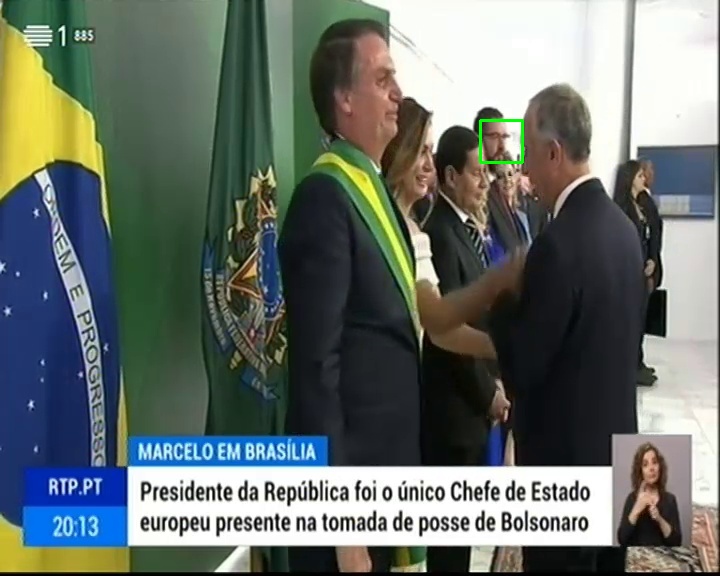 1 885
ORDEM E PROGRESSO
MARCELO EM BRASÍLIA
RTP.PT
20:13
Presidente da República foi o único Chefe de Estado
europeu presente na tomada de posse de Bolsonaro